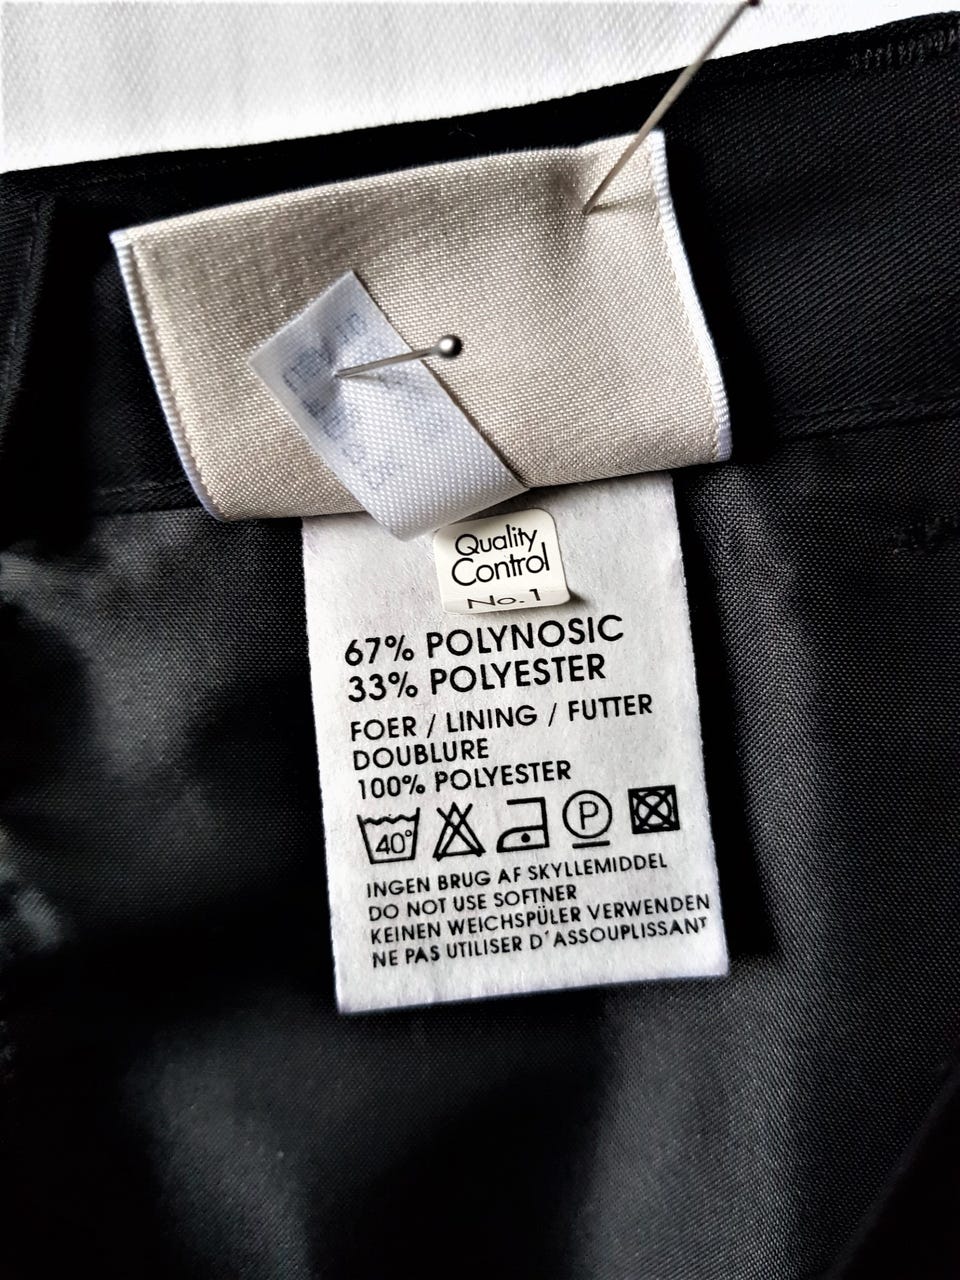 Quality
Control
No.1
67% POLYNOSIC
33% POLYESTER
FOER / LINING / FUTTER
DOUBLURE
100% POLYESTER
40°
P
INGEN BRUG AF SKYLLEMIDDEL
DO NOT USE SOFTNER
KEINEN WEICHSPÜLER VERWENDEN
NE PAS UTILISER D'ASSOUPLISSANT